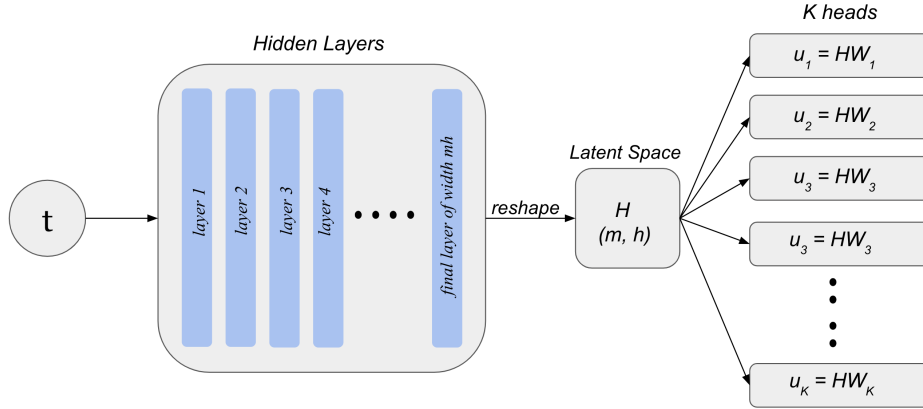 K heads
Hidden Layers
u1 = HW1
u2 = HW2
u3 = HW3
u3 = HW3
uK = HWK
Latent Space
H
(m, h)
reshape
t
layer 1
layer 2
layer 3
layer 4
final layer of width mh